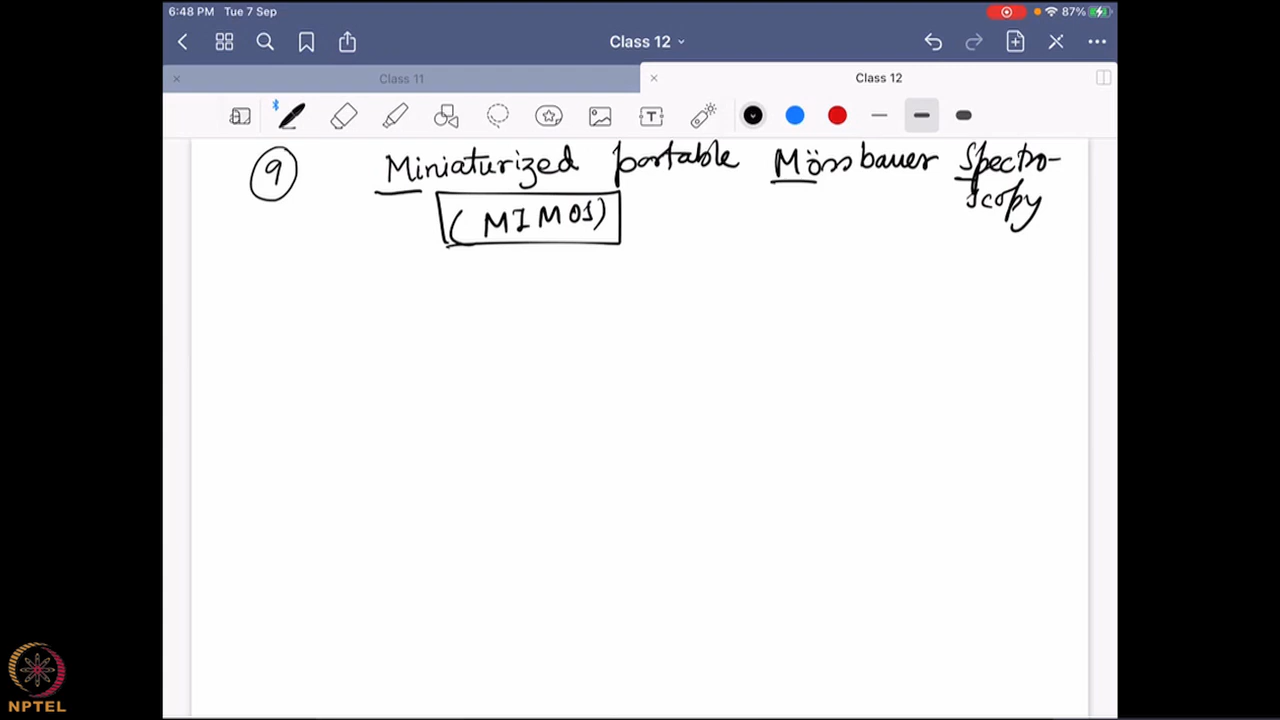 6:48 PM Tue 7 Sep 87%
Class 12
Class 11 Class 12
T
9 Miniaturized portable Mössbauer Spectro-
scopy
(MIMOS)
NPTEL